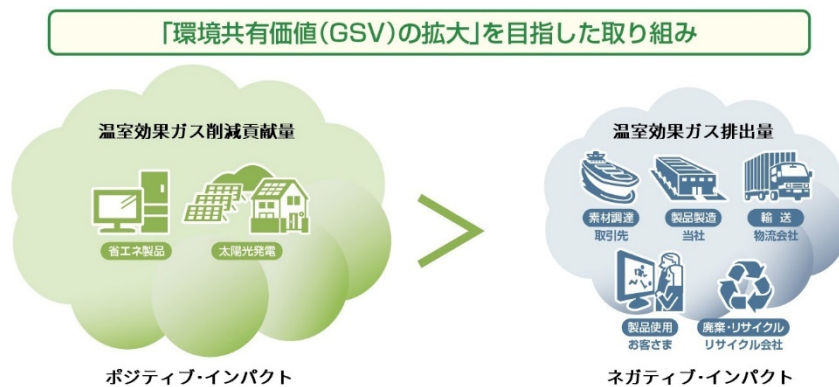 「環境共有価値(GSV)の拡大」を目指した取り組み
温室効果ガス削減貢献量
省エネ製品
太陽光発電
ポジティブ・インパクト
温室効果ガス排出量
素材調達
取引先
製品製造
当社
輸送
物流会社
製品使用
お客さま
廃棄・リサイクル
リサイクル会社
ネガティブ・インパクト